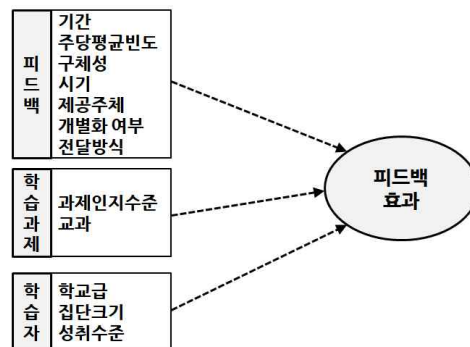 피드백
기간
주당평균빈도
구체성
시기
제공주체
개별화 여부
전달방식
학습과제
과제인지수준
교과
학습자
학교급
집단크기
성취수준
피드백
효과